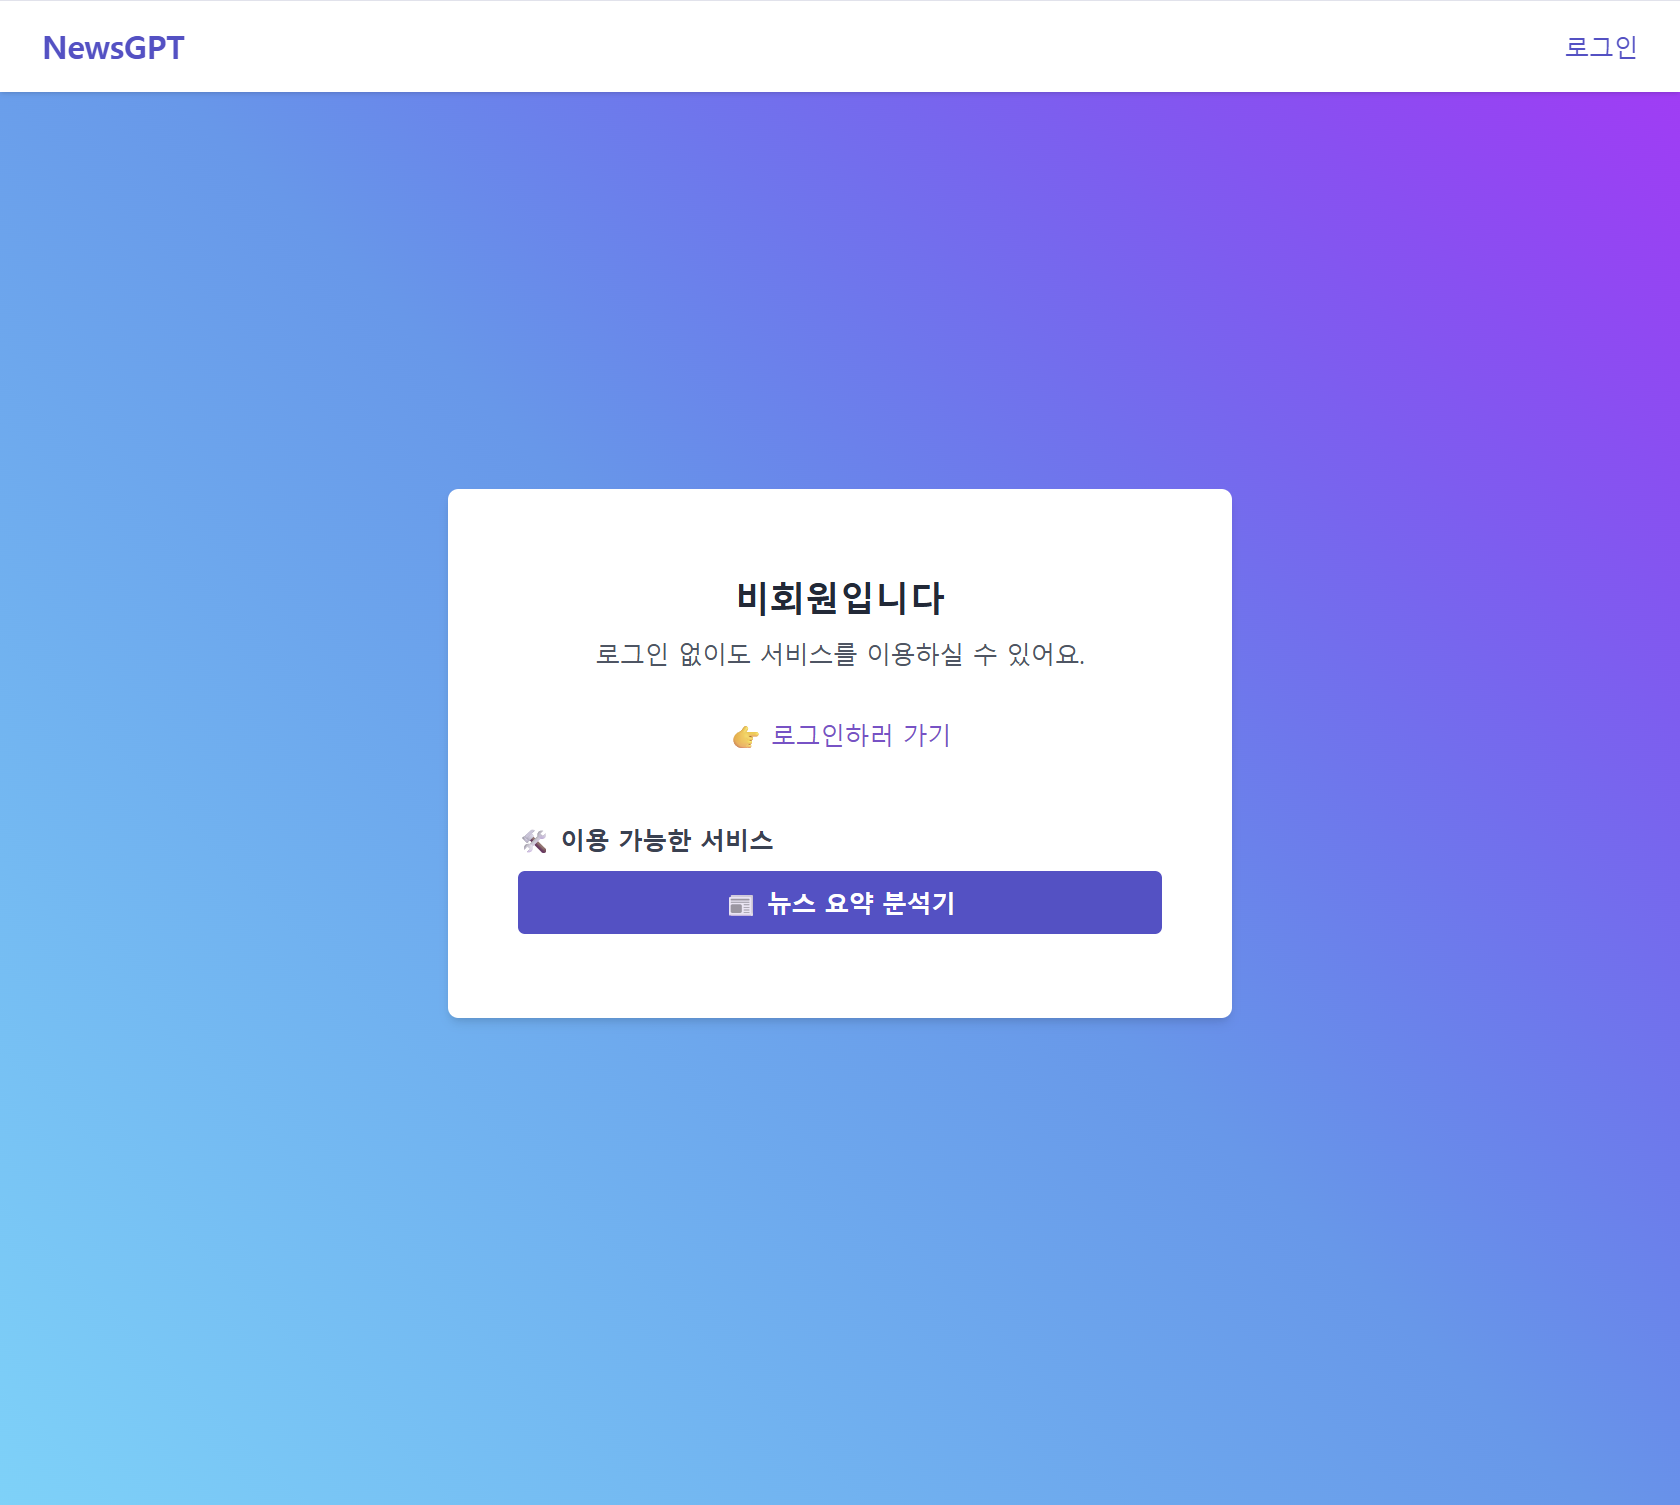 NewsGPT
로그인
비회원입니다
로그인 없이도 서비스를 이용하실 수 있어요.
👉 로그인하러 가기
🛠 이용 가능한 서비스
📰 뉴스 요약 분석기